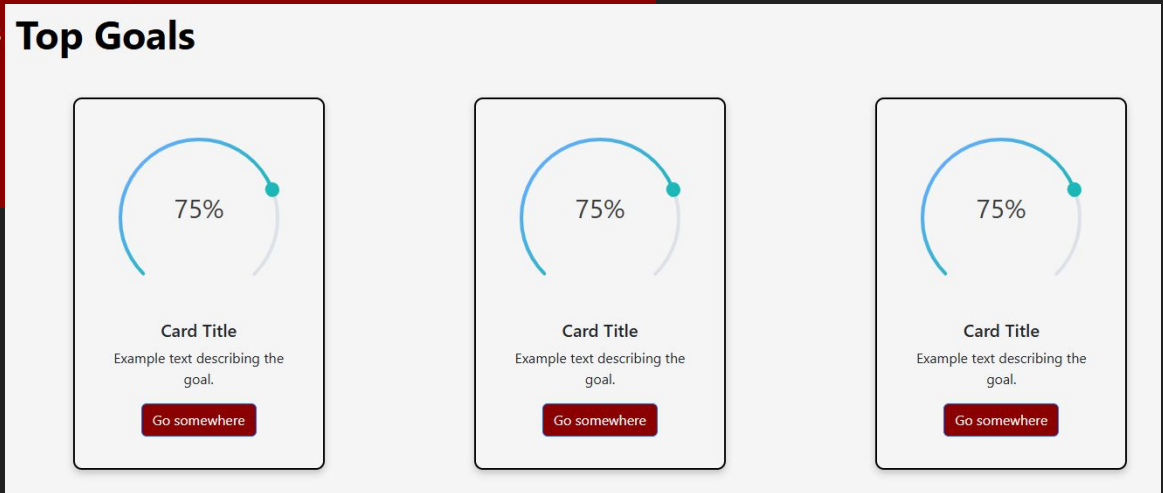 Top Goals
75%
75%
75%
Card Title
Card Title
Card Title
Example text describing the
goal.
Example text describing the
goal.
Example text describing the
goal.
Go somewhere
Go somewhere
Go somewhere